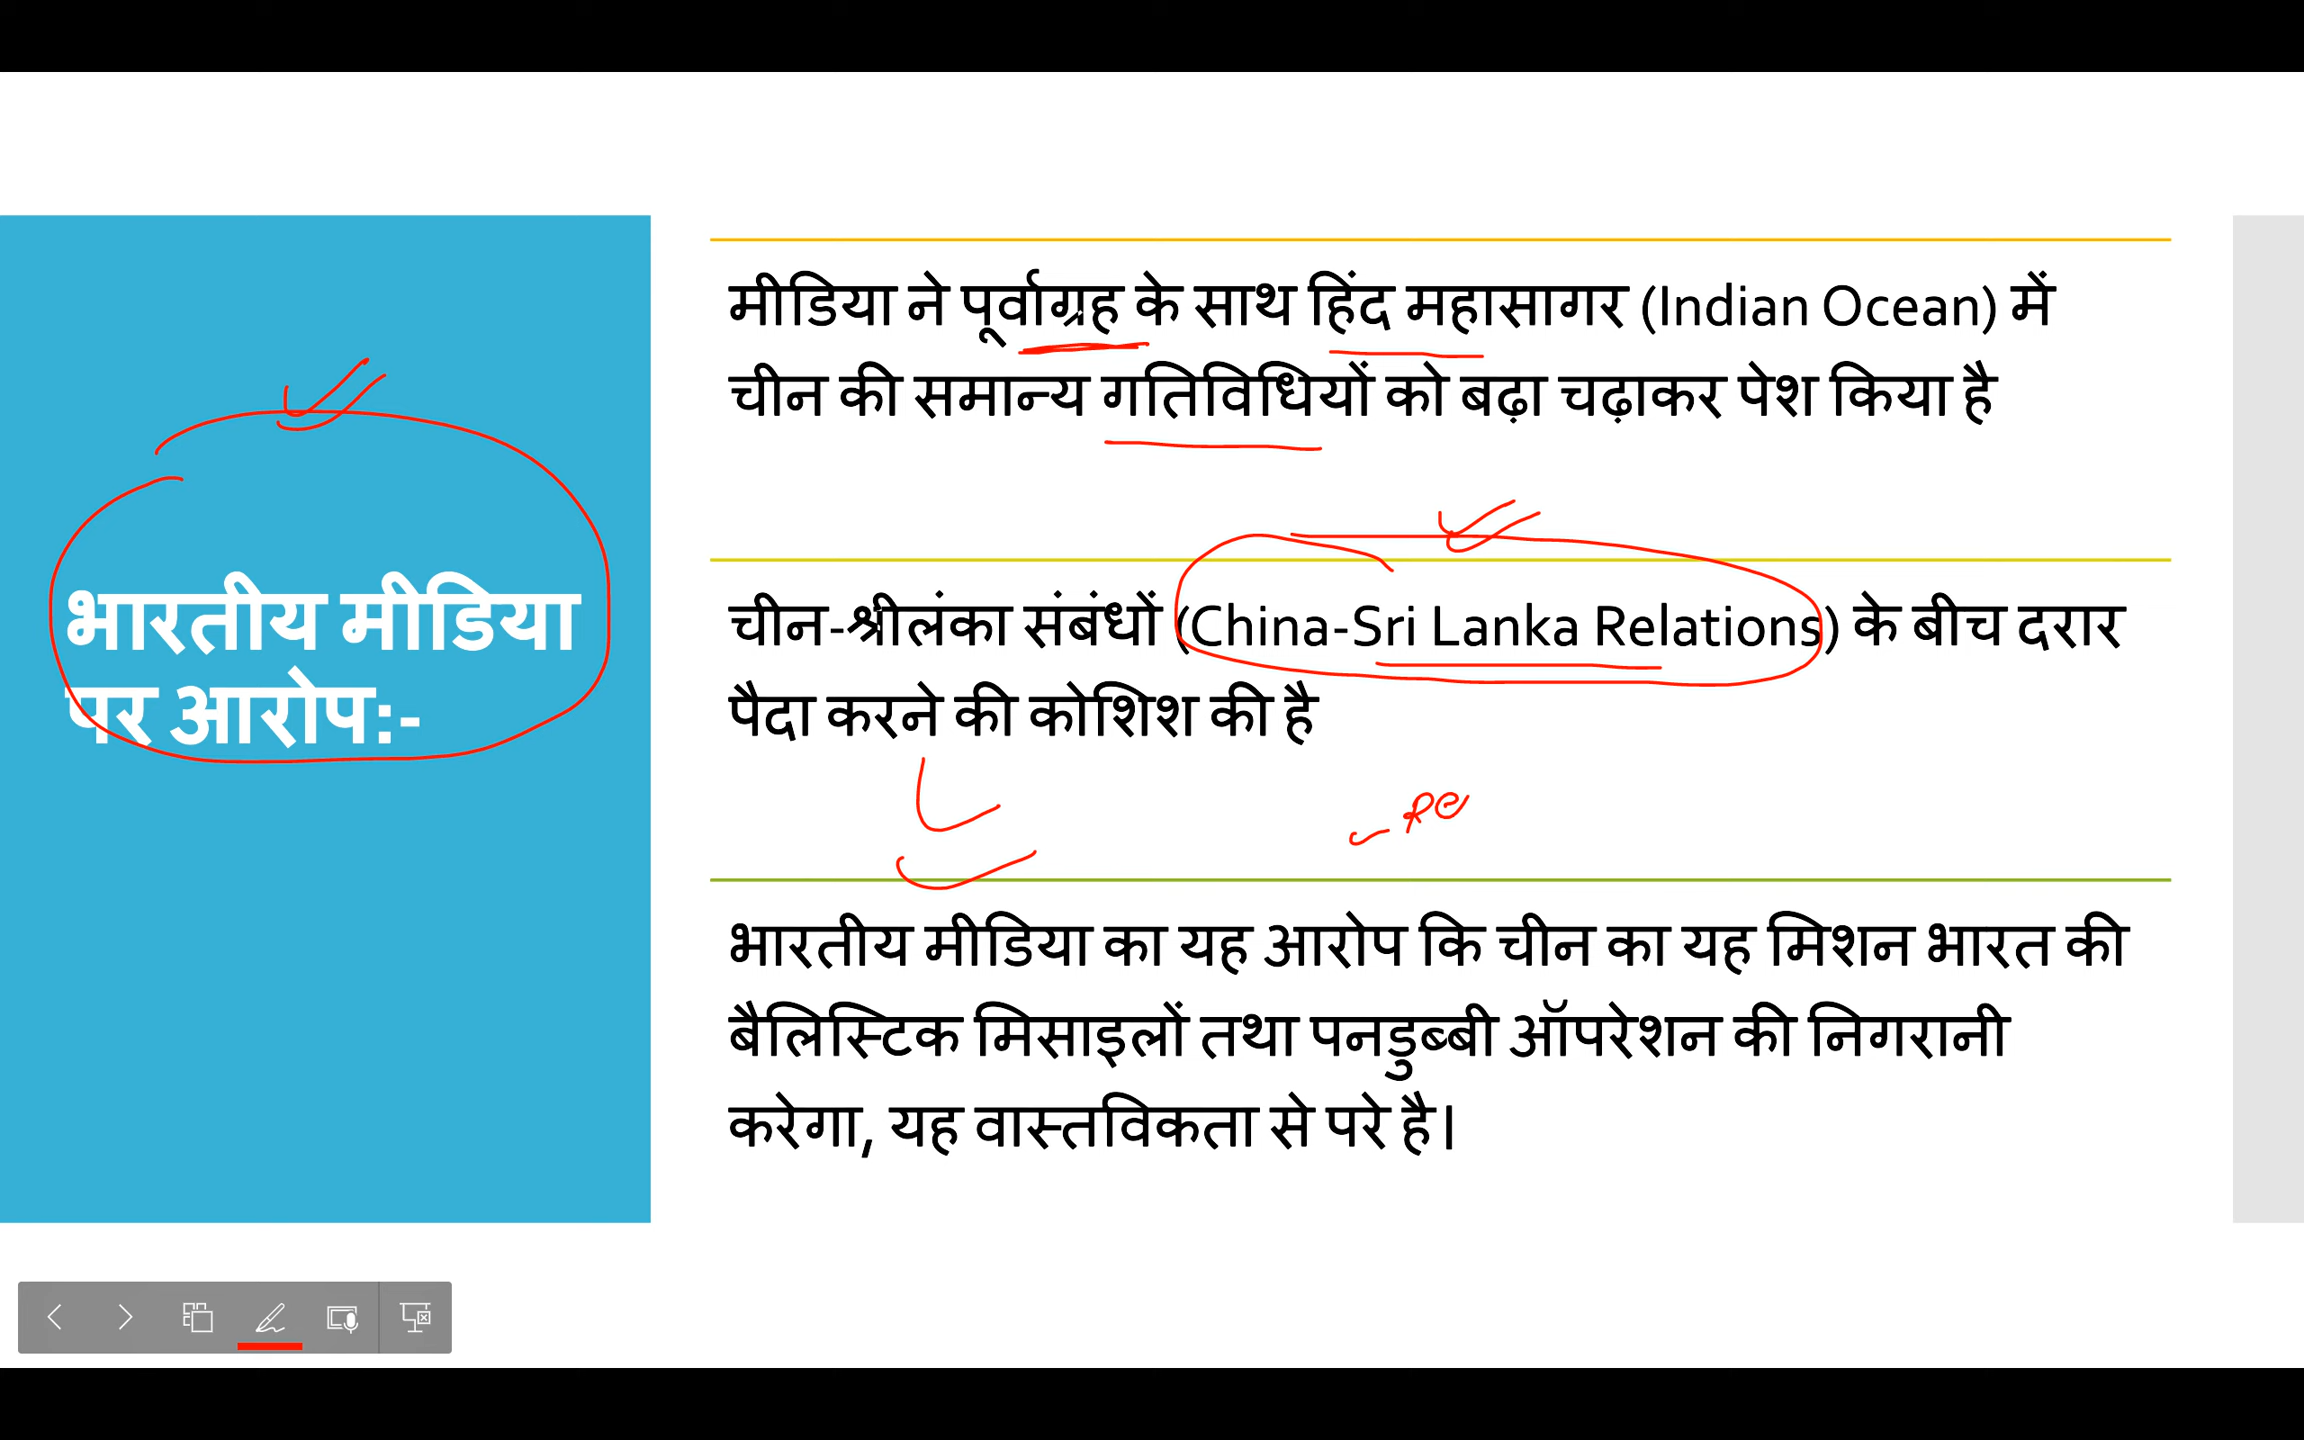 भारतीय मीडिया
पर आरोप:-
मीडिया ने पूर्वाग्रह के साथ हिंद महासागर (Indian Ocean) में
चीन की समान्य गतिविधियों को बढ़ा चढ़ाकर पेश किया है
चीन-श्रीलंका संबंधों (China-Sri Lanka Relations) के बीच दरार
पैदा करने की कोशिश की है
भारतीय मीडिया का यह आरोप कि चीन का यह मिशन भारत की
बैलिस्टिक मिसाइलों तथा पनडुब्बी ऑपरेशन की निगरानी
करेगा, यह वास्तविकता से परे है।